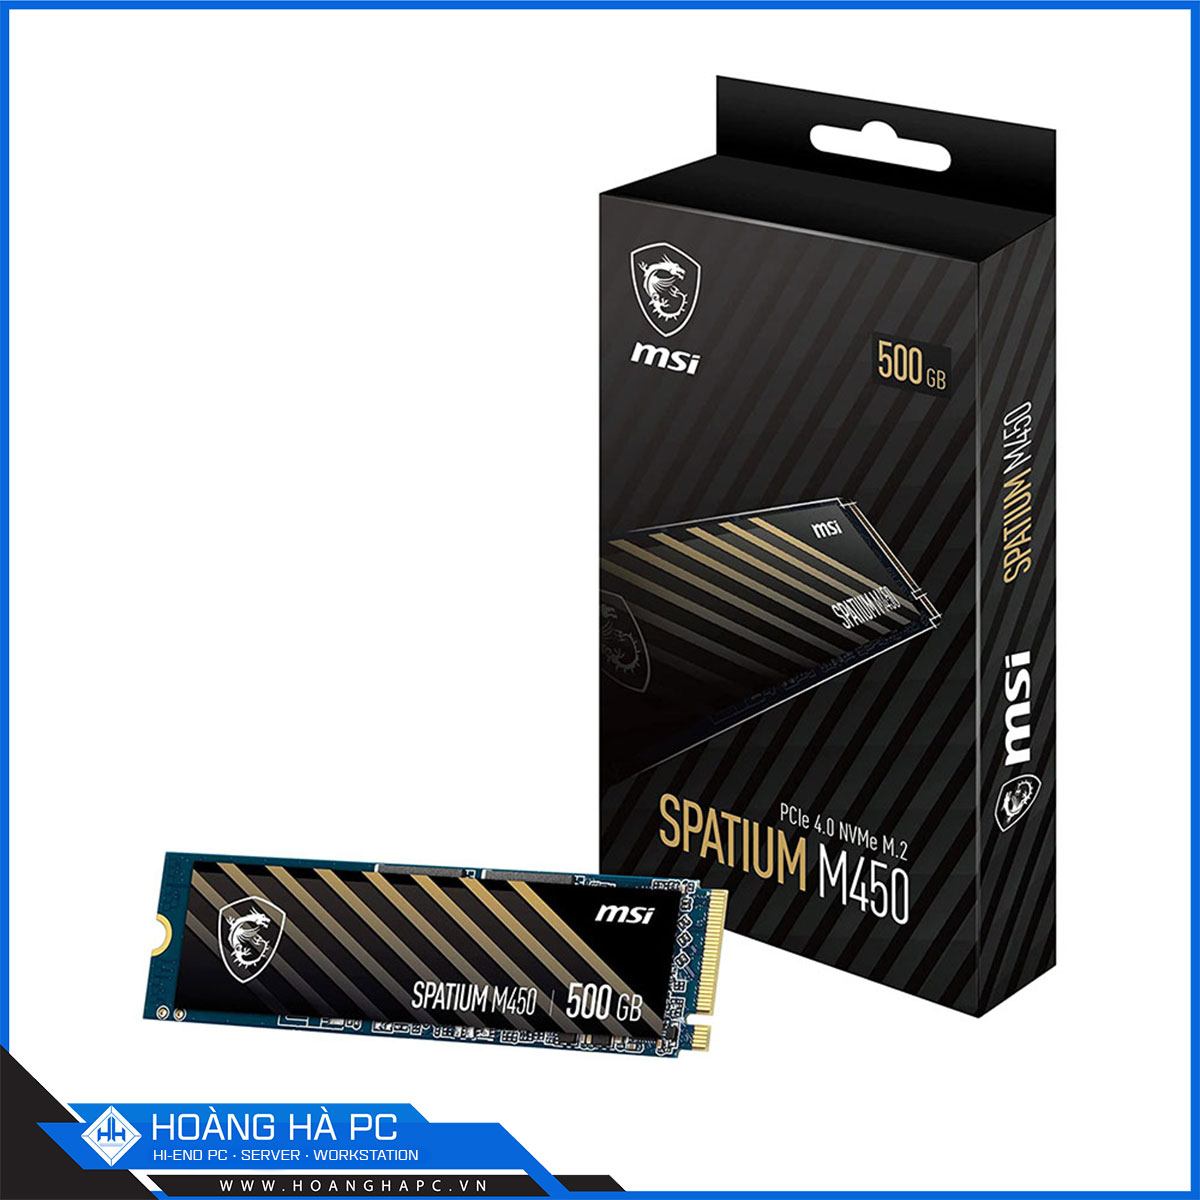 msi
500 GB
SPATIUM M450
msi
msi
SPATIUM M450
PCIe 4.0 NVMe M.2
SPATIUM M450
msi
SPATIUM M450 | 500 GB
HH
HOÀNG HÀ PC
HI-END PC · SERVER · WORKSTATION
WWW.HOANGHAPC.VN